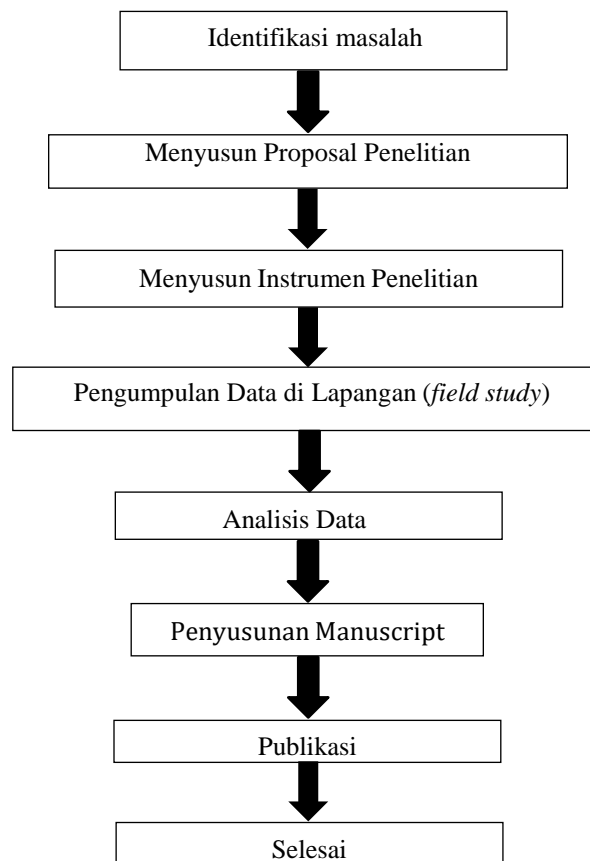 Identifikasi masalah
Menyusun Proposal Penelitian
Menyusun Instrumen Penelitian
Pengumpulan Data di Lapangan (field study)
Analisis Data
Penyusunan Manuscript
Publikasi
Selesai